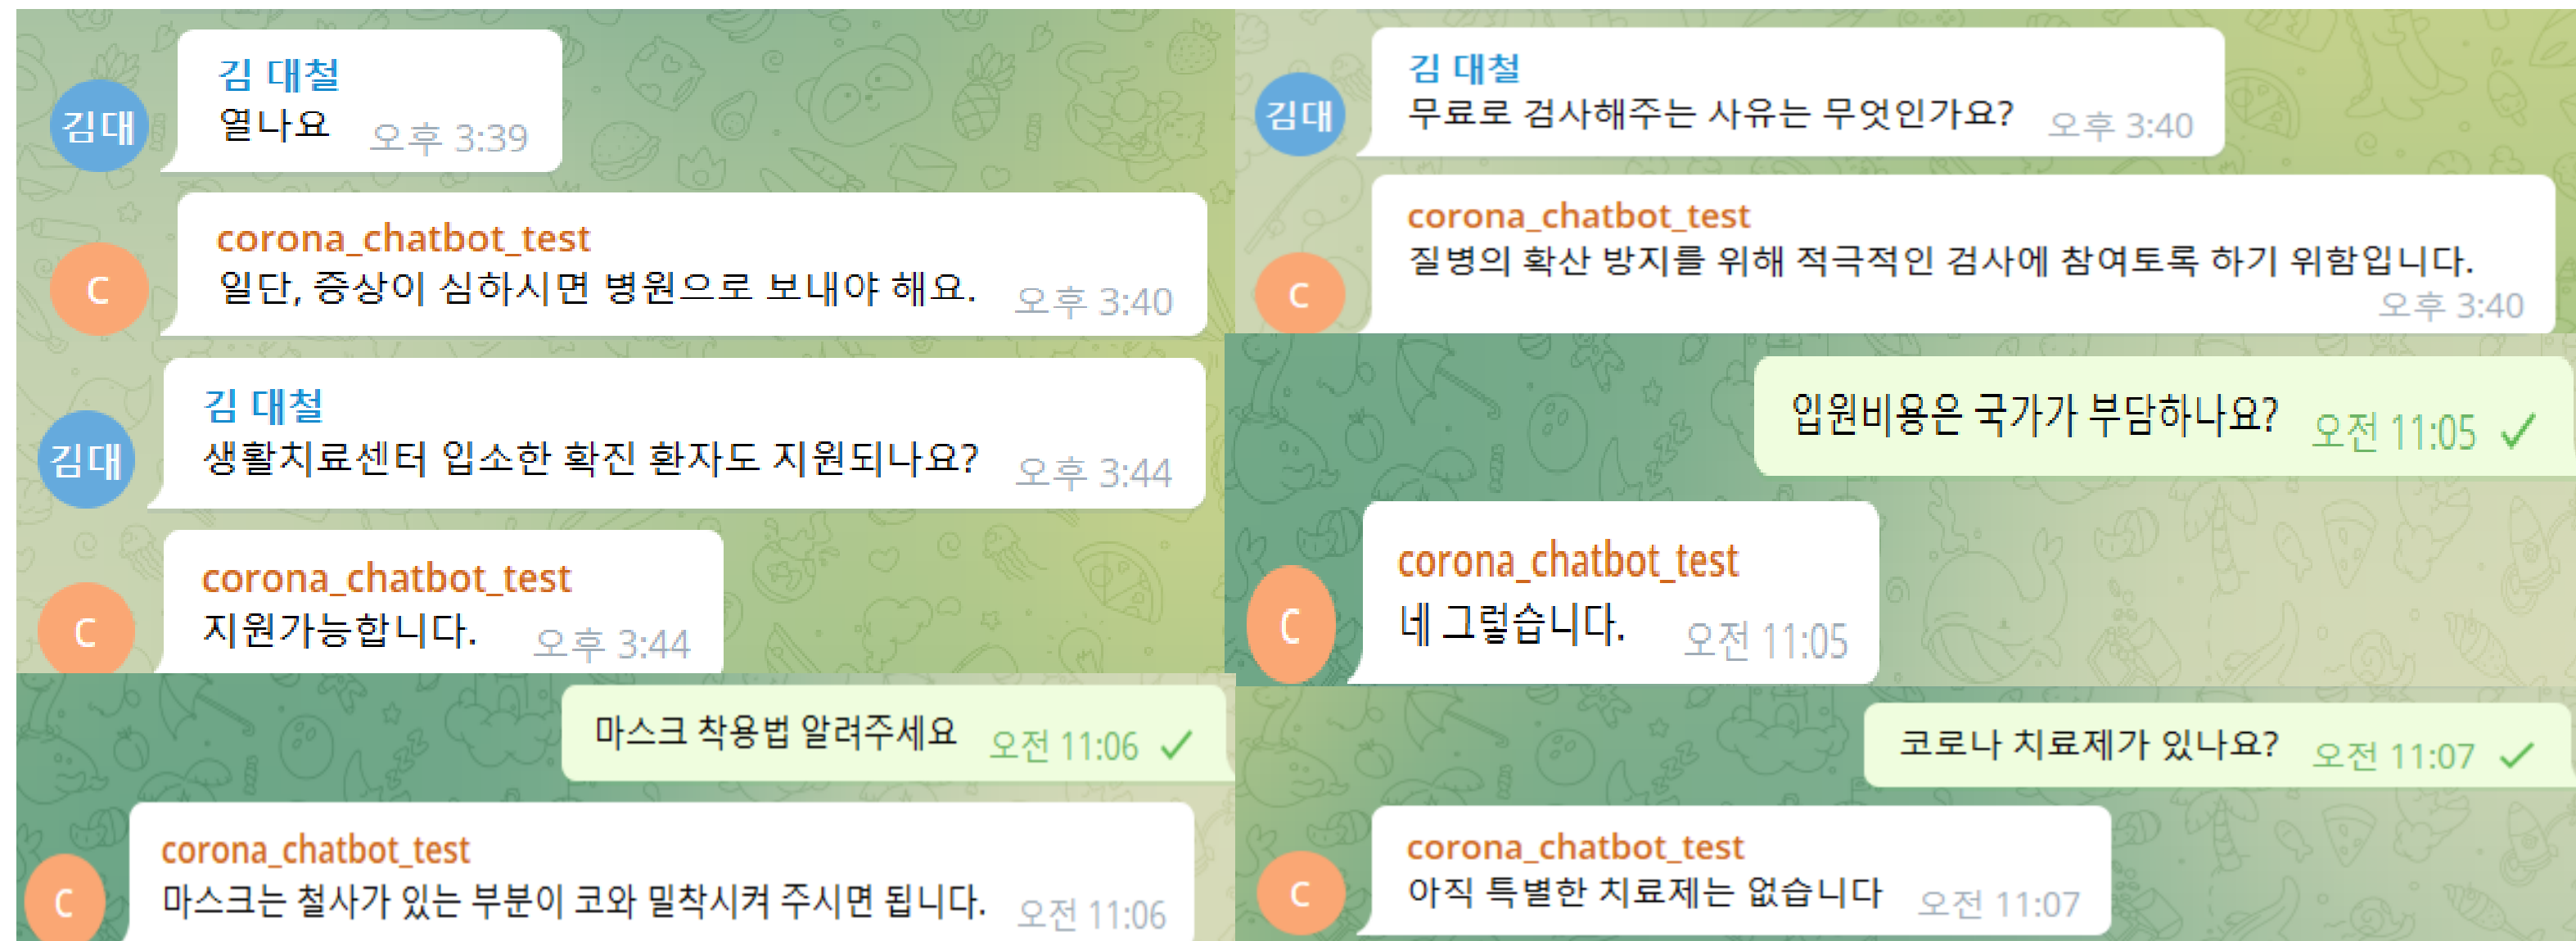 김 대철
김대
열나요 오후 3:39
corona_chatbot_test
C
일단, 증상이 심하시면 병원으로 보내야 해요. 오후 3:40
김 대철
김대
무료로 검사해주는 사유는 무엇인가요? 오후 3:40
corona_chatbot_test
질병의 확산 방지를 위해 적극적인 검사에 참여토록 하기 위함입니다.
C
오후 3:40
김 대철
김대
생활치료센터 입소한 확진 환자도 지원되나요? 오후 3:44
corona_chatbot_test
C
지원가능합니다. 오후 3:44
입원비용은 국가가 부담하나요? 오전 11:05
corona_chatbot_test
C
네 그렇습니다. 오전 11:05
마스크 착용법 알려주세요 오전 11:06
corona_chatbot_test
C
마스크는 철사가 있는 부분이 코와 밀착시켜 주시면 됩니다. 오전 11:06
코로나 치료제가 있나요? 오전 11:07
corona_chatbot_test
C
아직 특별한 치료제는 없습니다 오전 11:07